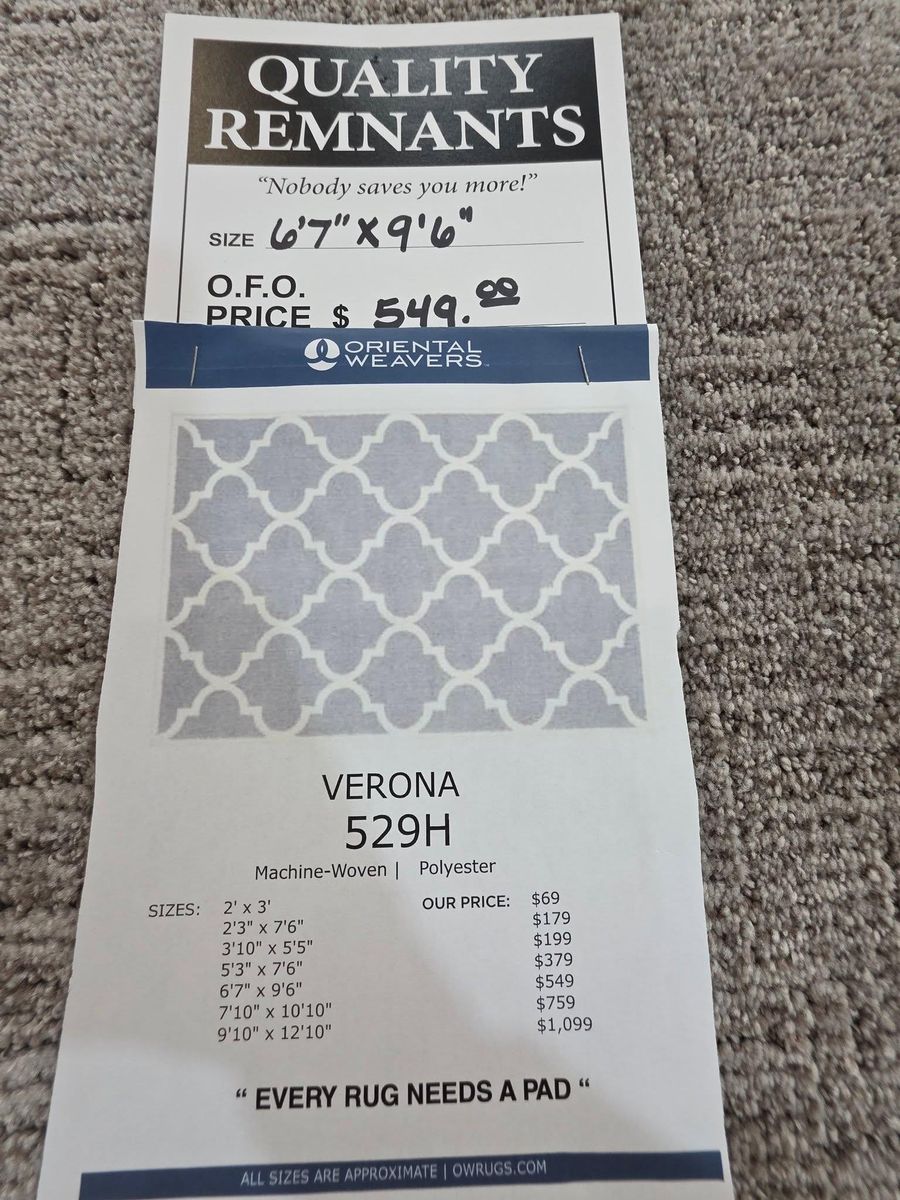 QUALITY
REMNANTS
“Nobody saves you more!”
SIZE 6'7" X 9'6"
O.F.O.
PRICE $ 549.00
ORIENTAL
WEAVERS
VERONA
529H
Machine-Woven | Polyester
SIZES: 2' x 3' OUR PRICE: $69
2'3" x 7'6" $179
3'10" x 5'5" $199
5'3" x 7'6" $379
6'7" x 9'6" $549
7'10" x 10'10" $759
9'10" x 12'10" $1,099
“ EVERY RUG NEEDS A PAD “
ALL SIZES ARE APPROXIMATE | OWRUGS.COM